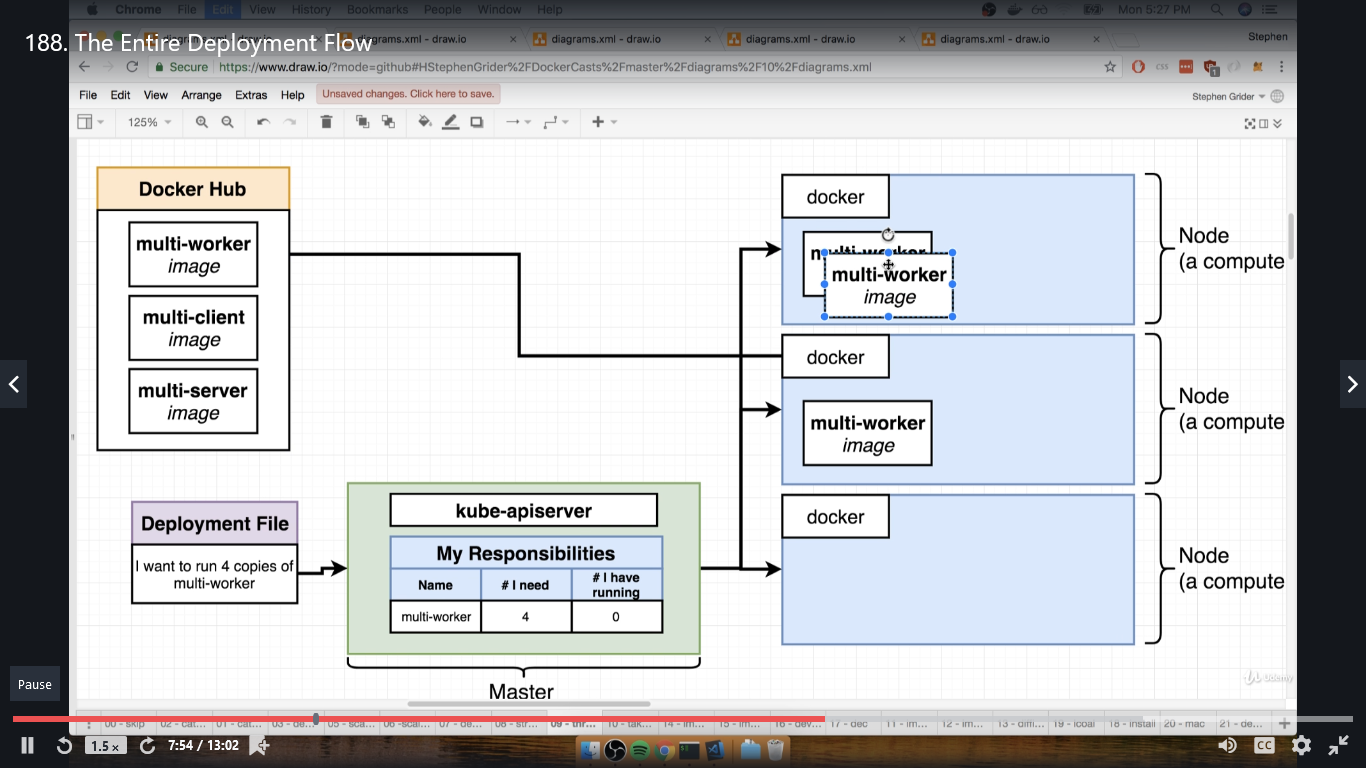 Chrome File Edit View History Bookmarks People Window Help Mon 5:27 PM
188. The Entire Deployment Flow
diagrams.xml - draw.io
diagrams.xml - draw.io
diagrams.xml - draw.io
diagrams.xml - draw.io
Stephen
Secure https://www.draw.io/?mode=github#HStephenGrider%2FDockerCasts%2Fmaster%2Fdiagrams%2F10%2Fdiagrams.xml
File Edit View Arrange Extras Help Unsaved changes. Click here to save. Stephen Grider
125%
Docker Hub
multi-worker
image
multi-client
image
multi-server
image
docker
multi-worker
multi-worker
image
Node
(a compute
docker
multi-worker
image
Node
(a compute
docker
Node
(a compute
Deployment File
I want to run 4 copies of
multi-worker
kube-apiserver
My Responsibilities
Name # I need # I have
running
multi-worker 4 0
Master
Udemy
Pause
00 - skip 02 - cat... 01 - cat... 03 - de... 05 - sca... 06 -scal... 07 - de... 08 - str... 09 - thr... 10 - tak... 14 - im... 15 - im... 16 - dev... 17 - dec 11 - im... 12 - im... 13 - diff... 18 - install 20 - mac 21 - de...
1.5 x 7:54 / 13:02 CC